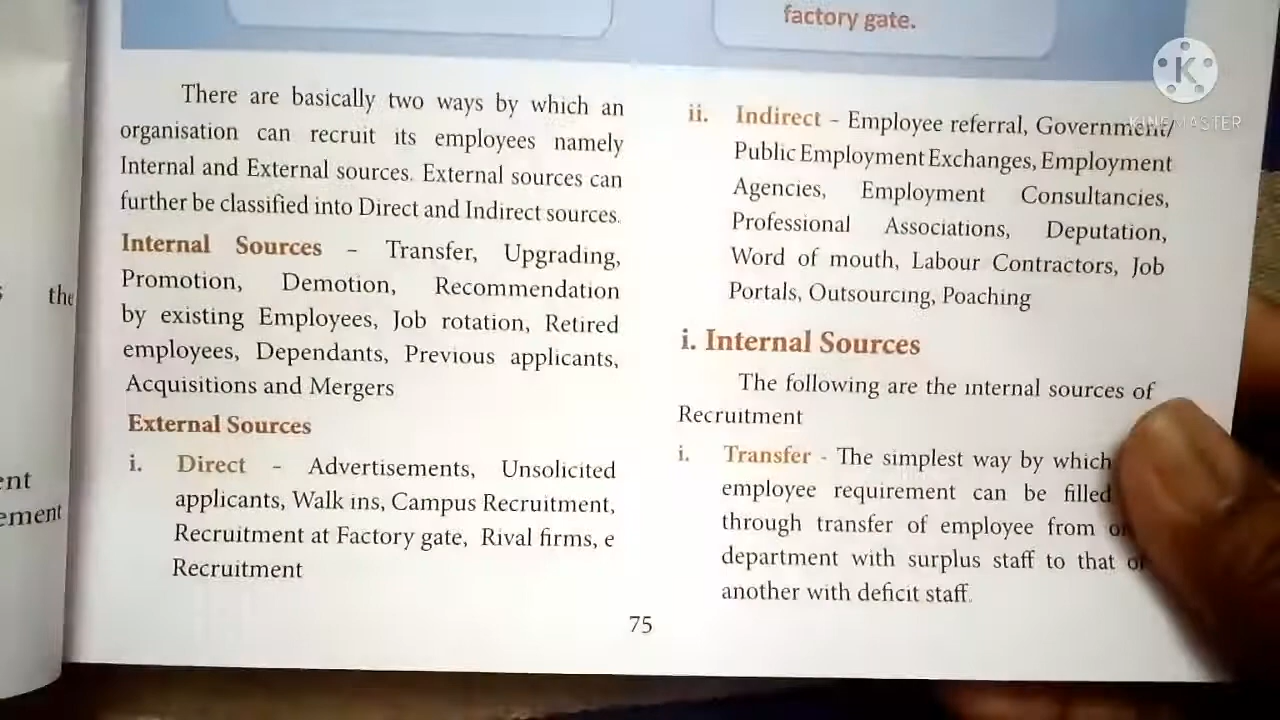 factory gate.
K
KINEMASTER
There are basically two ways by which an
organisation can recruit its employees namely
Internal and External sources. External sources can
further be classified into Direct and Indirect sources.
Internal Sources – Transfer, Upgrading,
Promotion, Demotion, Recommendation
by existing Employees, Job rotation, Retired
employees, Dependants, Previous applicants,
Acquisitions and Mergers
External Sources
i. Direct – Advertisements, Unsolicited
applicants, Walk ins, Campus Recruitment,
Recruitment at Factory gate, Rival firms, e
Recruitment
ii. Indirect – Employee referral, Government/
Public Employment Exchanges, Employment
Agencies, Employment Consultancies,
Professional Associations, Deputation,
Word of mouth, Labour Contractors, Job
Portals, Outsourcing, Poaching
i. Internal Sources
The following are the internal sources of
Recruitment
i. Transfer - The simplest way by which
employee requirement can be filled
through transfer of employee from
department with surplus staff to that
another with deficit staff.
75
the